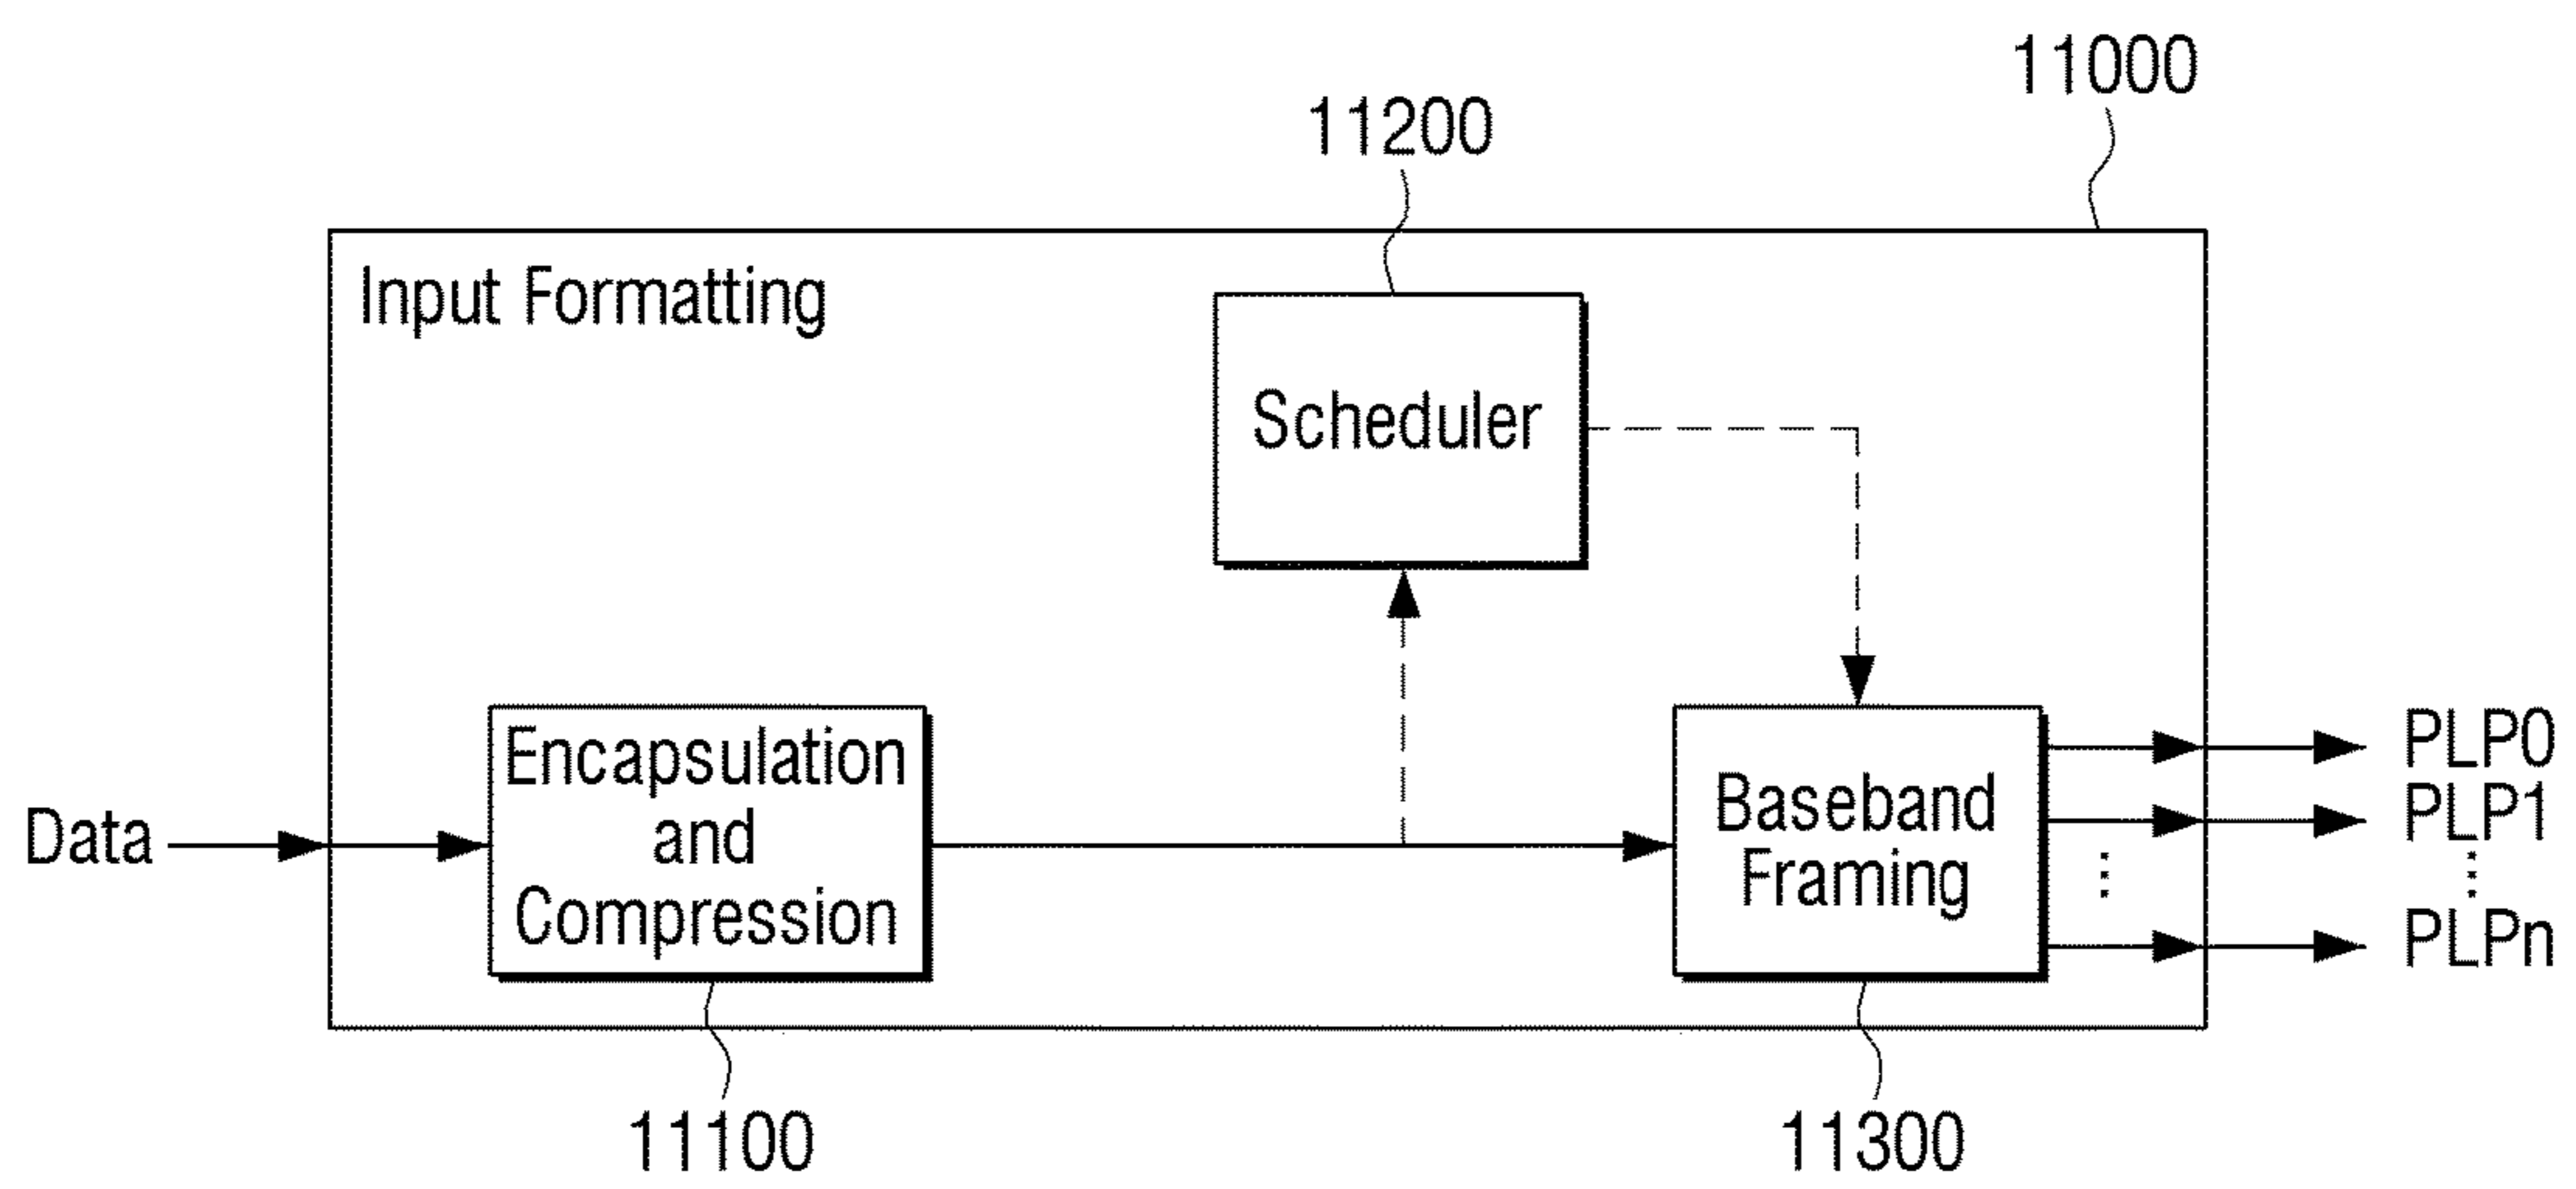 11000
11200
Input Formatting
Scheduler
Encapsulation
and
Compression
Data
Baseband
Framing
PLP0
PLP1
⋮
⋮
PLPn
11100
11300